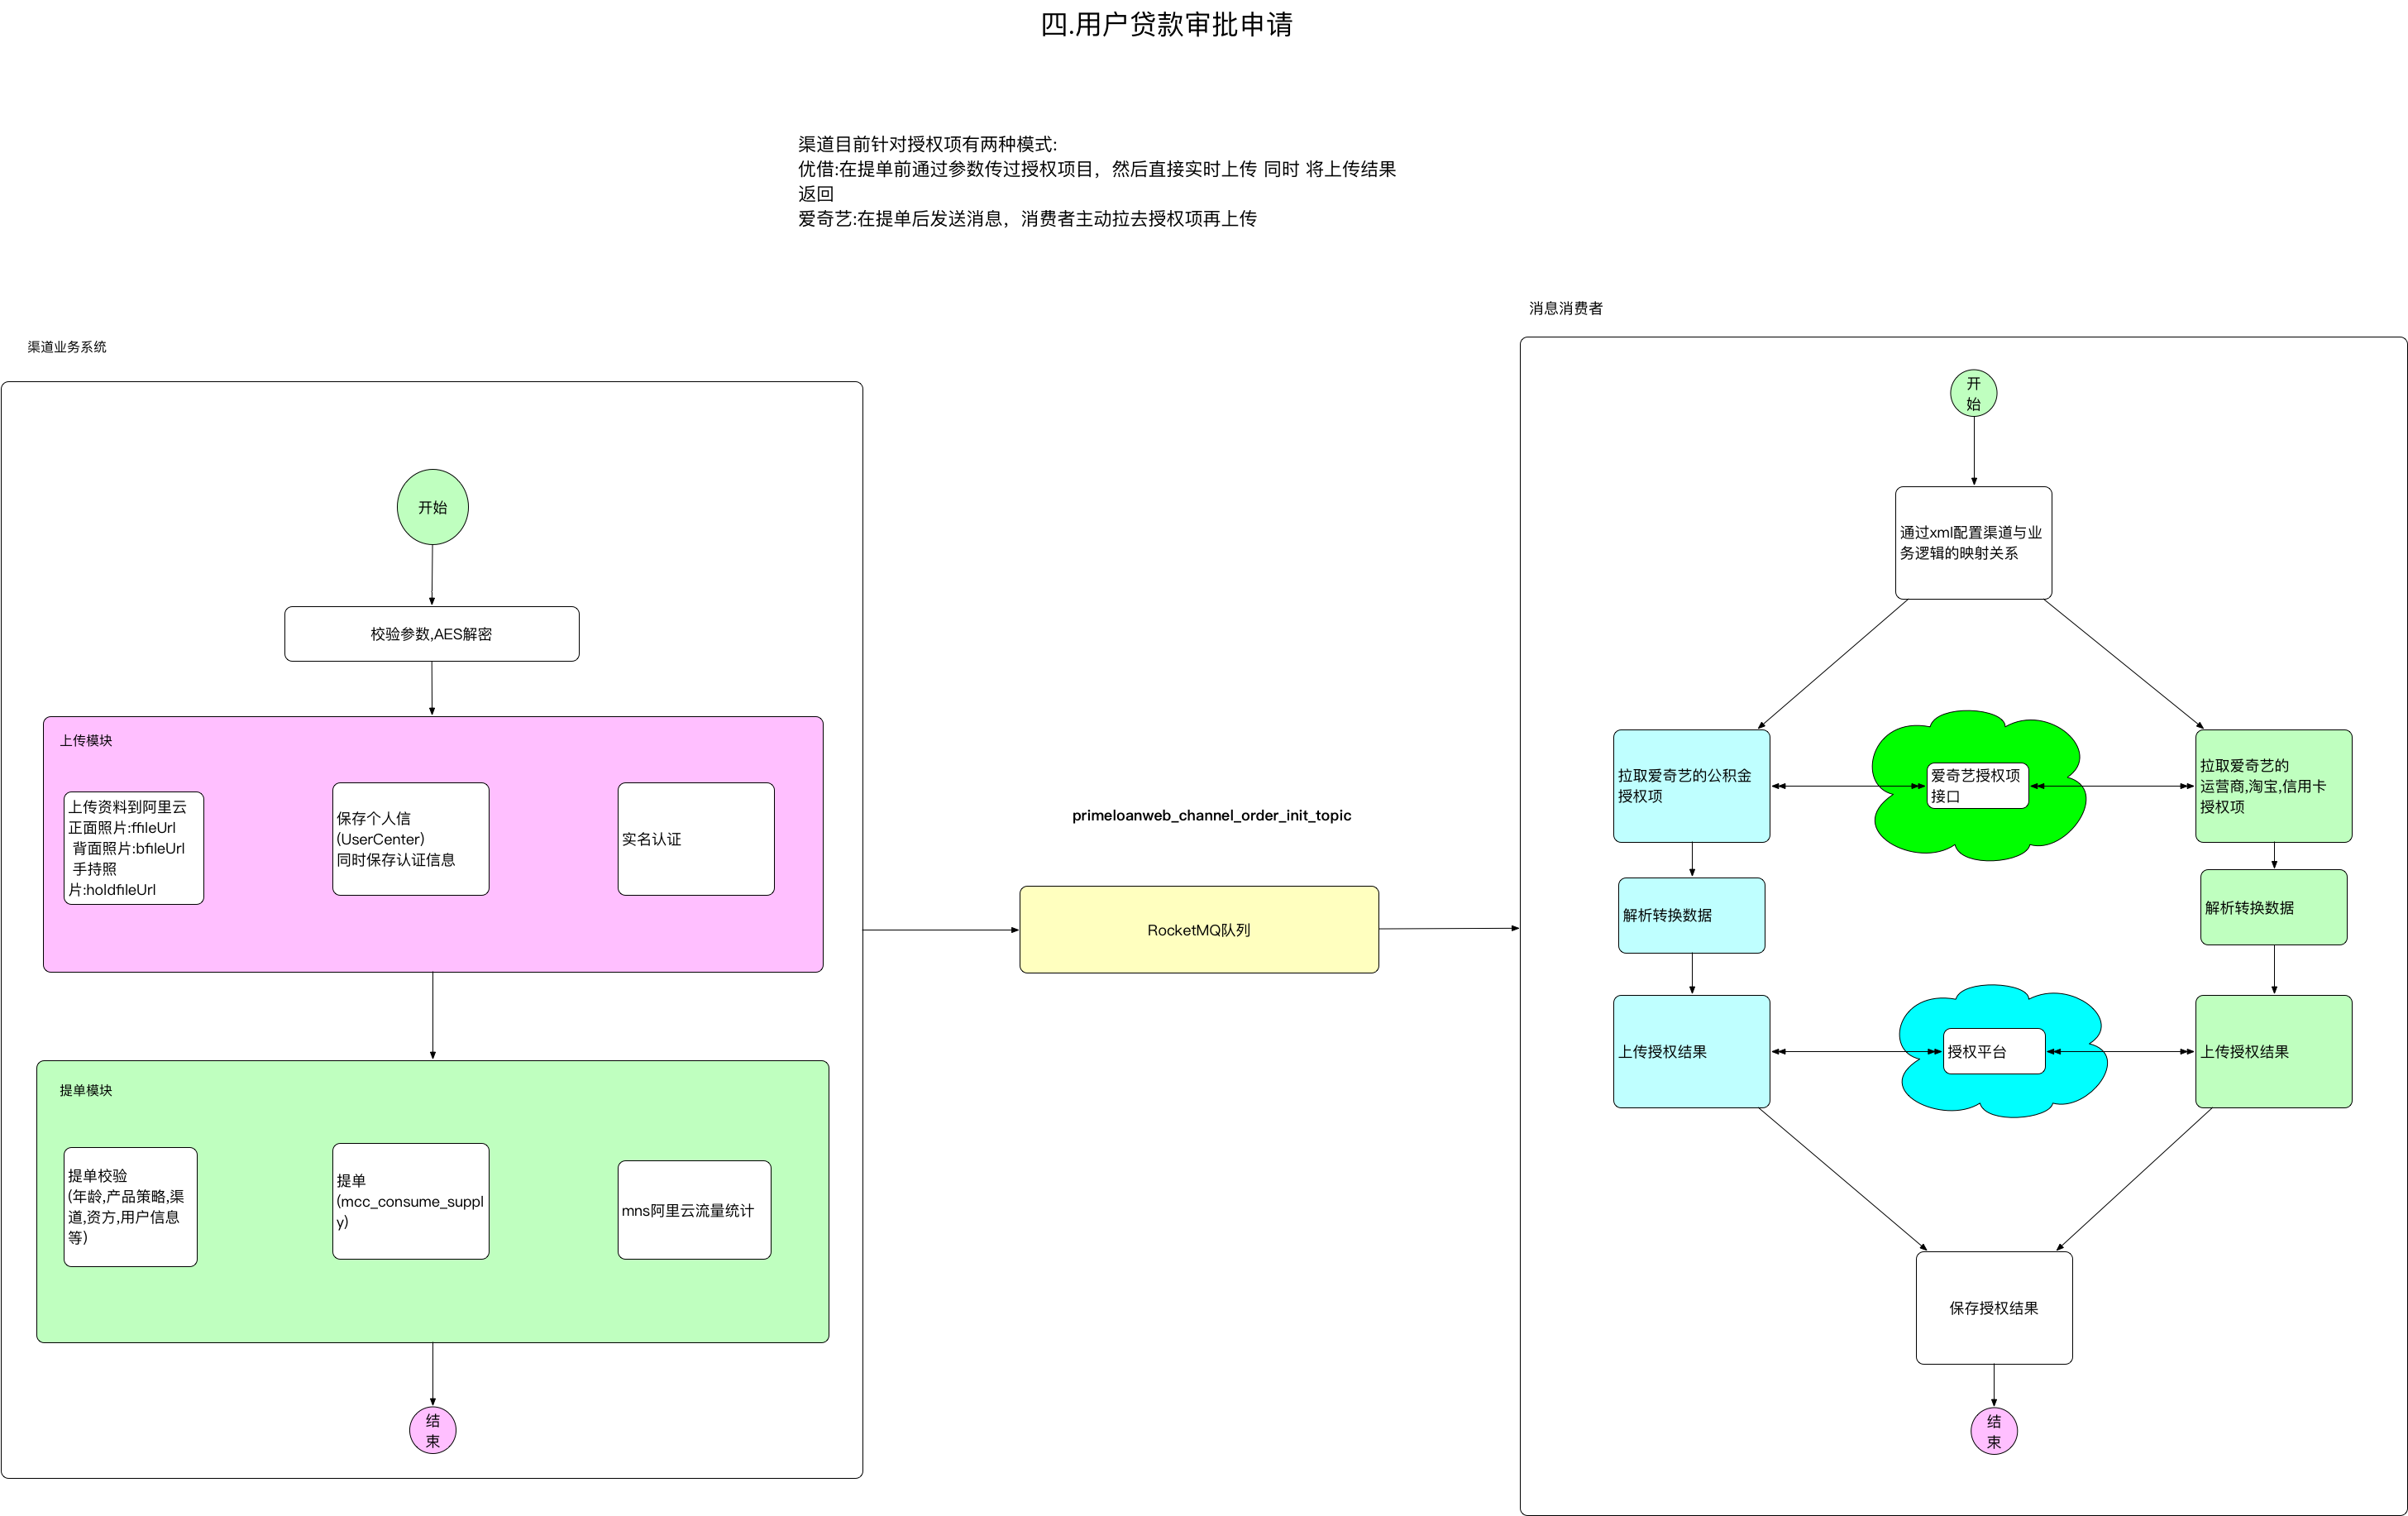 四.用户贷款审批申请
渠道目前针对授权项有两种模式:
优借:在提单前通过参数传过授权项目，然后直接实时上传 同时 将上传结果
返回
爱奇艺:在提单后发送消息，消费者主动拉去授权项再上传
渠道业务系统
开始
校验参数,AES解密
上传模块
上传资料到阿里云
正面照片:ffileUrl
背面照片:bfileUrl
手持照
片:holdfileUrl
保存个人信
(UserCenter)
同时保存认证信息
实名认证
提单模块
提单校验
(年龄,产品策略,渠
道,资方,用户信息
等)
提单
(mcc_consume_suppl
y)
mns阿里云流量统计
结
束
primeloanweb_channel_order_init_topic
RocketMQ队列
消息消费者
开
始
通过xml配置渠道与业
务逻辑的映射关系
拉取爱奇艺的公积金
授权项
爱奇艺授权项
接口
拉取爱奇艺的
运营商,淘宝,信用卡
授权项
解析转换数据
解析转换数据
上传授权结果
授权平台
上传授权结果
保存授权结果
结
束